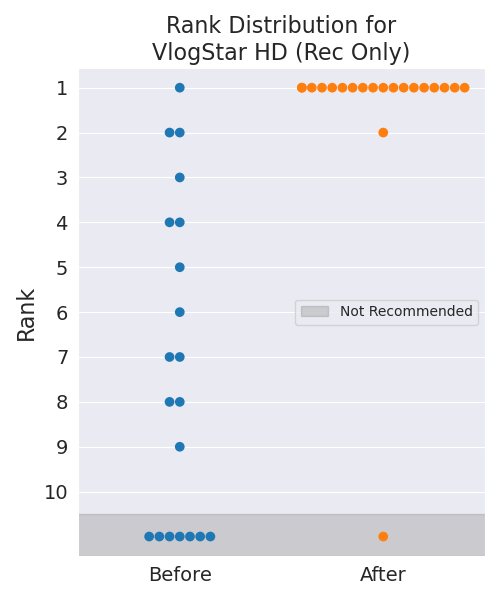 Rank Distribution for
VlogStar HD (Rec Only)
Rank
1
2
3
4
5
6
7
8
9
10
Not Recommended
Before
After